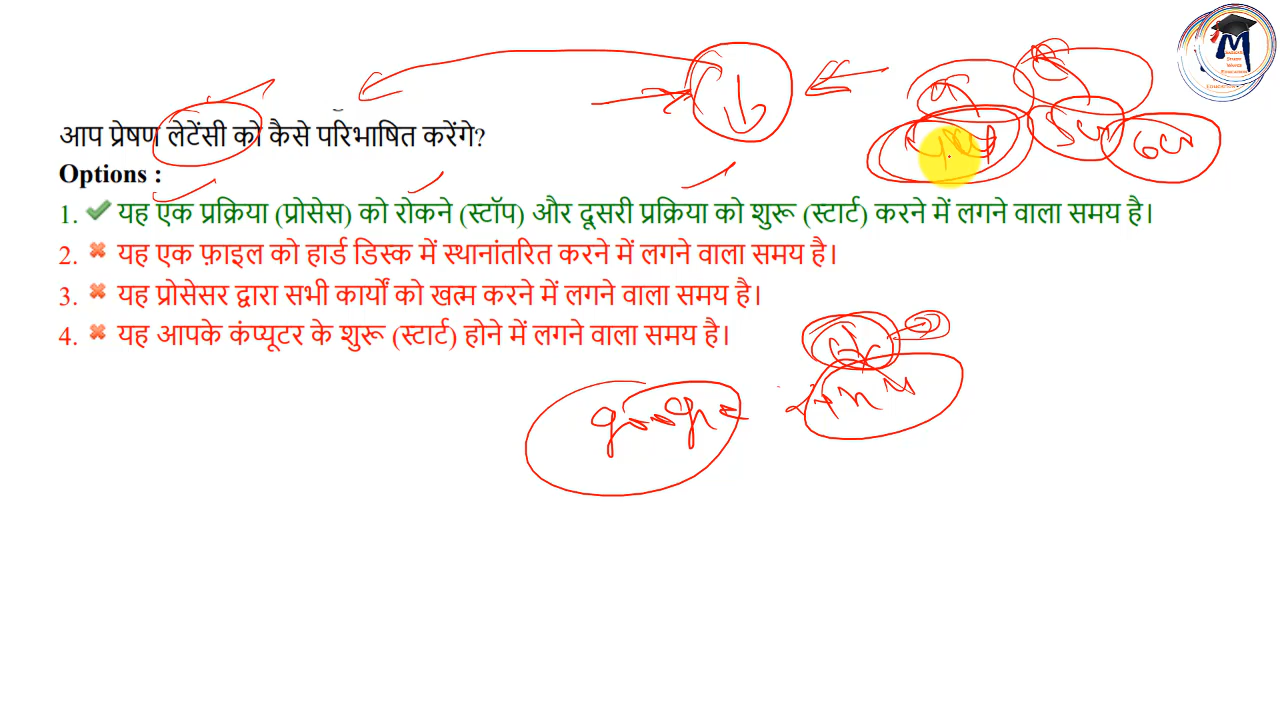 आप प्रेषण लेटेंसी को कैसे परिभाषित करेंगे?
Options :
1. यह एक प्रक्रिया (प्रोसेस) को रोकने (स्टॉप) और दूसरी प्रक्रिया को शुरू (स्टार्ट) करने में लगने वाला समय है।
2. यह एक फ़ाइल को हार्ड डिस्क में स्थानांतरित करने में लगने वाला समय है।
3. यह प्रोसेसर द्वारा सभी कार्यों को खत्म करने में लगने वाला समय है।
4. यह आपके कंप्यूटर के शुरू (स्टार्ट) होने में लगने वाला समय है।